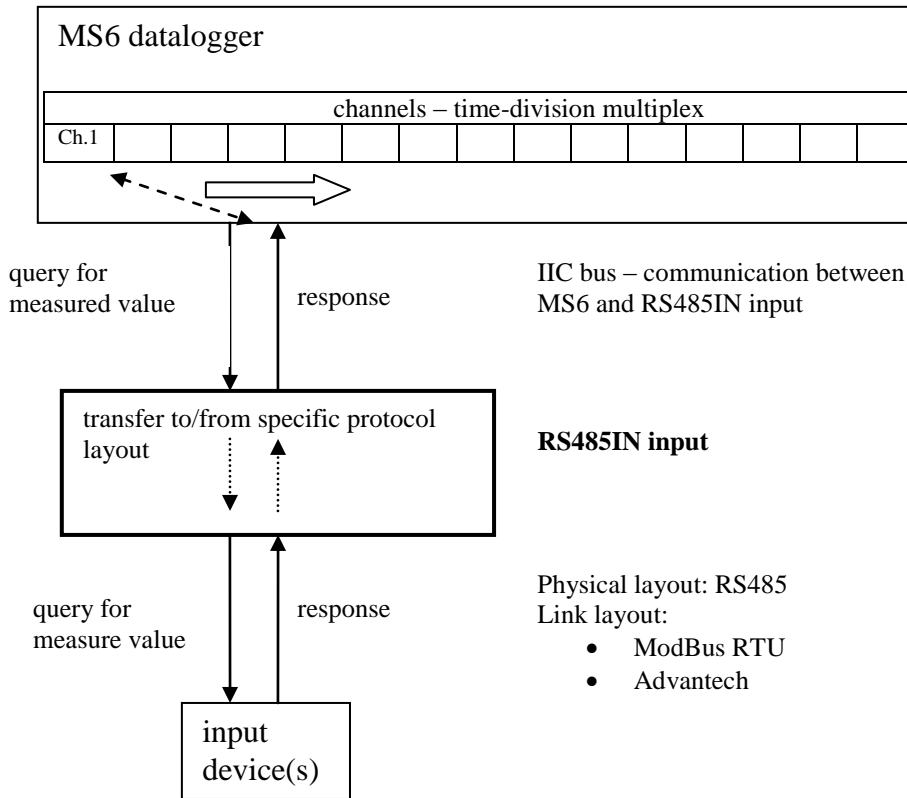 MS6 datalogger
channels – time-division multiplex
Ch.1
query for
measured value
response
IIC bus – communication between
MS6 and RS485IN input
transfer to/from specific protocol
layout
RS485IN input
query for
measure value
response
Physical layout: RS485
Link layout:
• ModBus RTU
• Advantech
input
device(s)